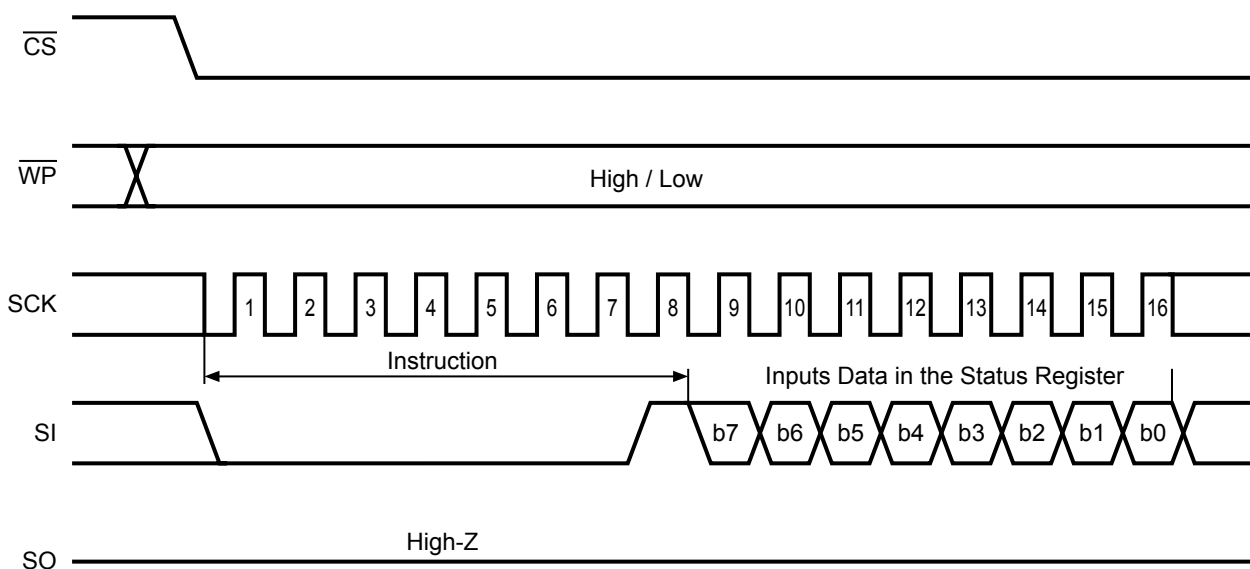 CS
WP
High / Low
SCK
1 2 3 4 5 6 7 8 9 10 11 12 13 14 15 16
Instruction
Inputs Data in the Status Register
SI
b7 b6 b5 b4 b3 b2 b1 b0
High-Z
SO